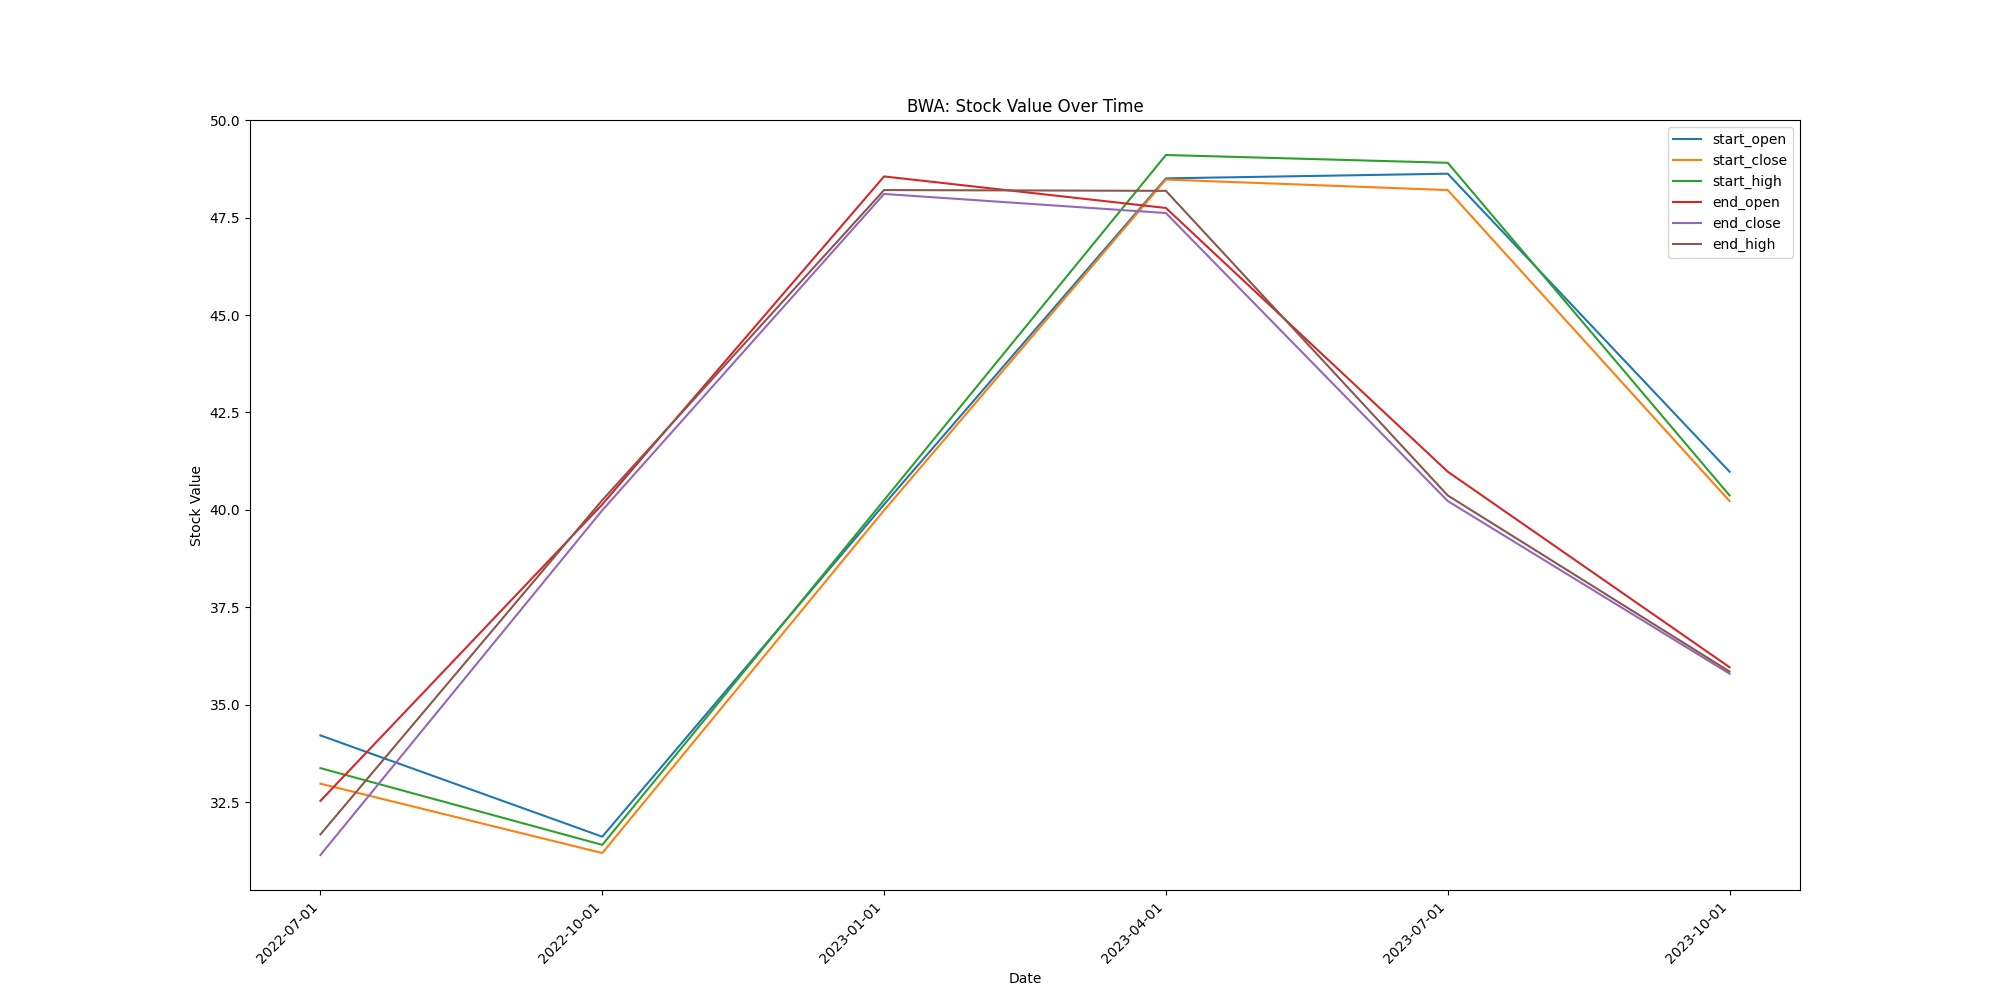 BWA: Stock Value Over Time
50.0
47.5
45.0
42.5
40.0
37.5
35.0
32.5
Stock Value
start_open
start_close
start_high
end_open
end_close
end_high
2022-07-01
2022-10-01
2023-01-01
2023-04-01
2023-07-01
2023-10-01
Date